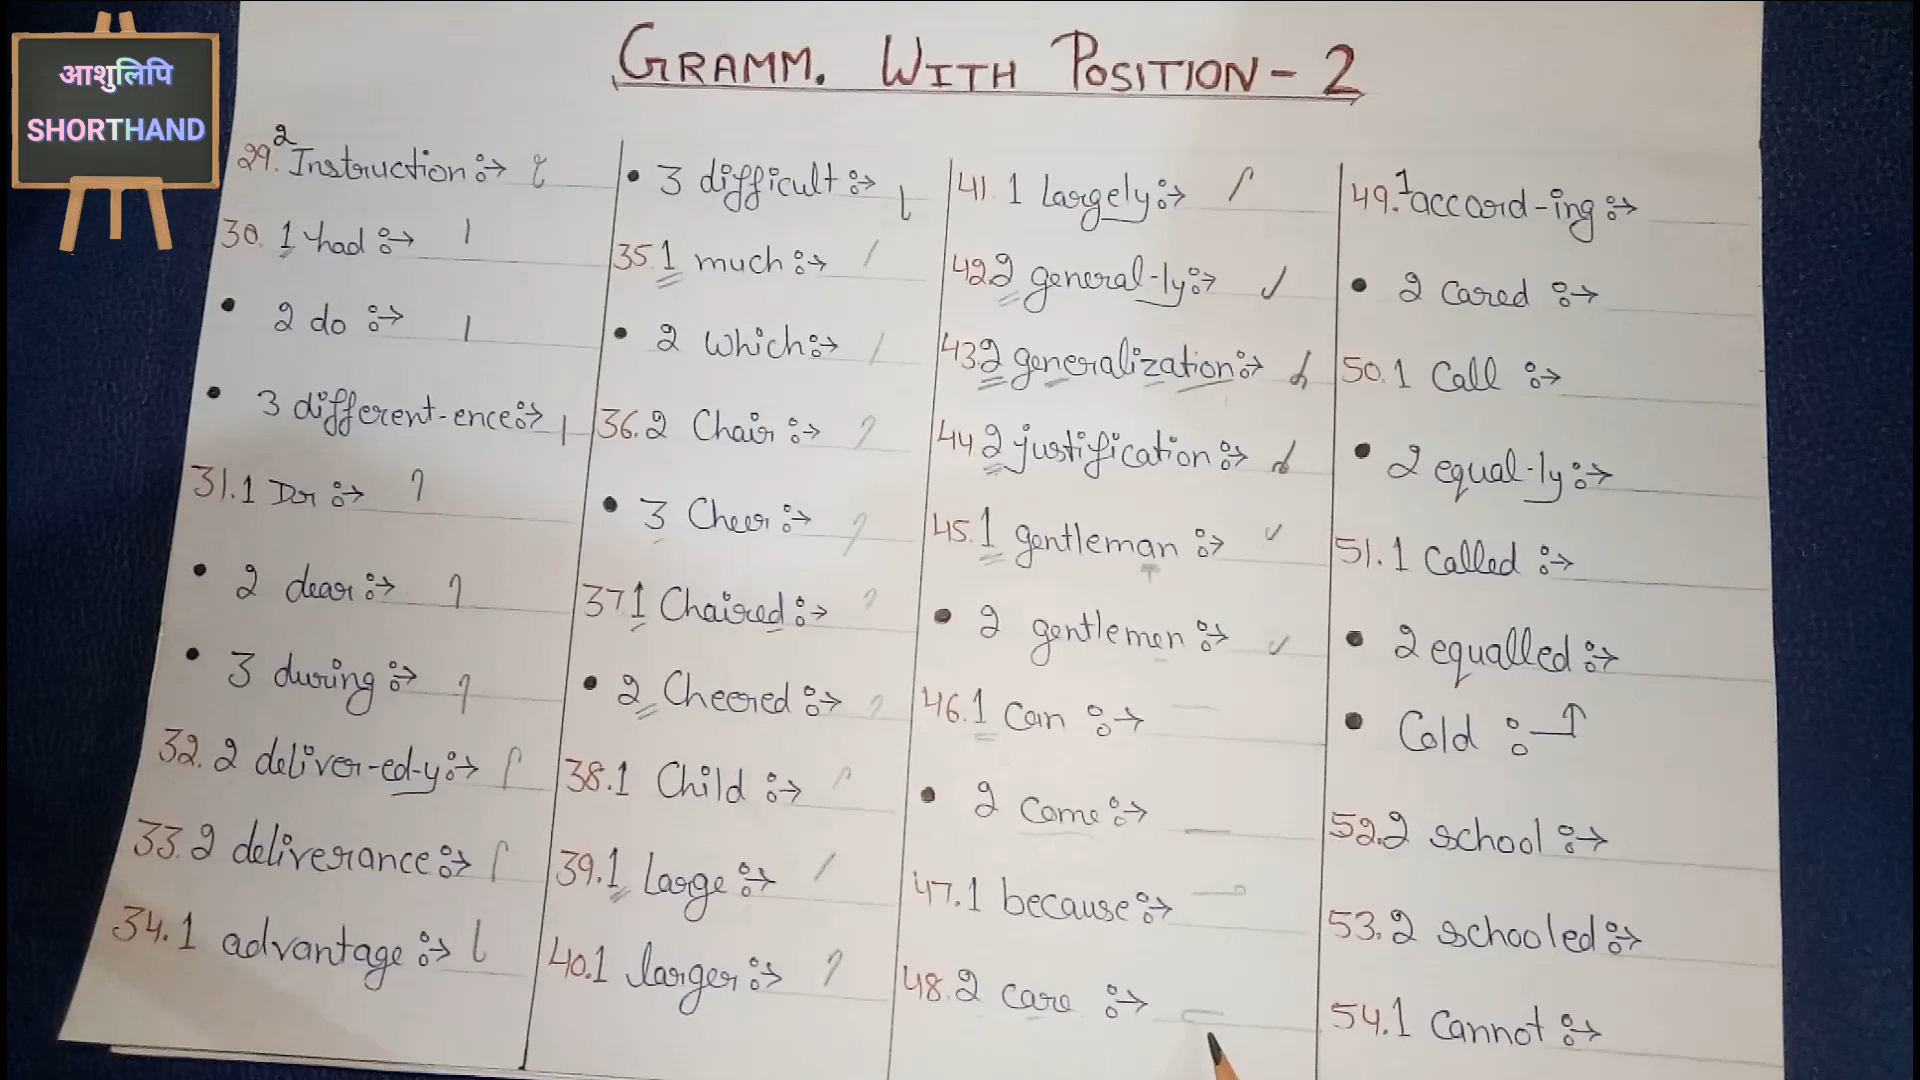 आशुलिपि
SHORTHAND
GRAMM. WITH POSITION - 2
29. 2 Instruction
30. 1 had
• 2 do
• 3 different-ence
31. 1 Dr
• 2 dear
• 3 during
32. 2 deliver-ed-y
33. 2 deliverance
34. 1 advantage
• 3 difficult
35. 1 much
• 2 which
36. 2 Chair
• 3 Cheer
37. 1 Chaired
• 2 Cheered
38. 1 Child
39. 1 large
40. 1 larger
41. 1 largely
42. 2 general-ly
43. 2 generalization
44. 2 justification
45. 1 gentleman
• 2 gentlemen
46. 1 can
• 2 come
47. 1 because
48. 2 care
49. 1 accord-ing
• 2 cared
50. 1 Call
• 2 equal-ly
51. 1 called
• 2 equalled
• Cold
52. 2 school
53. 2 schooled
54. 1 cannot